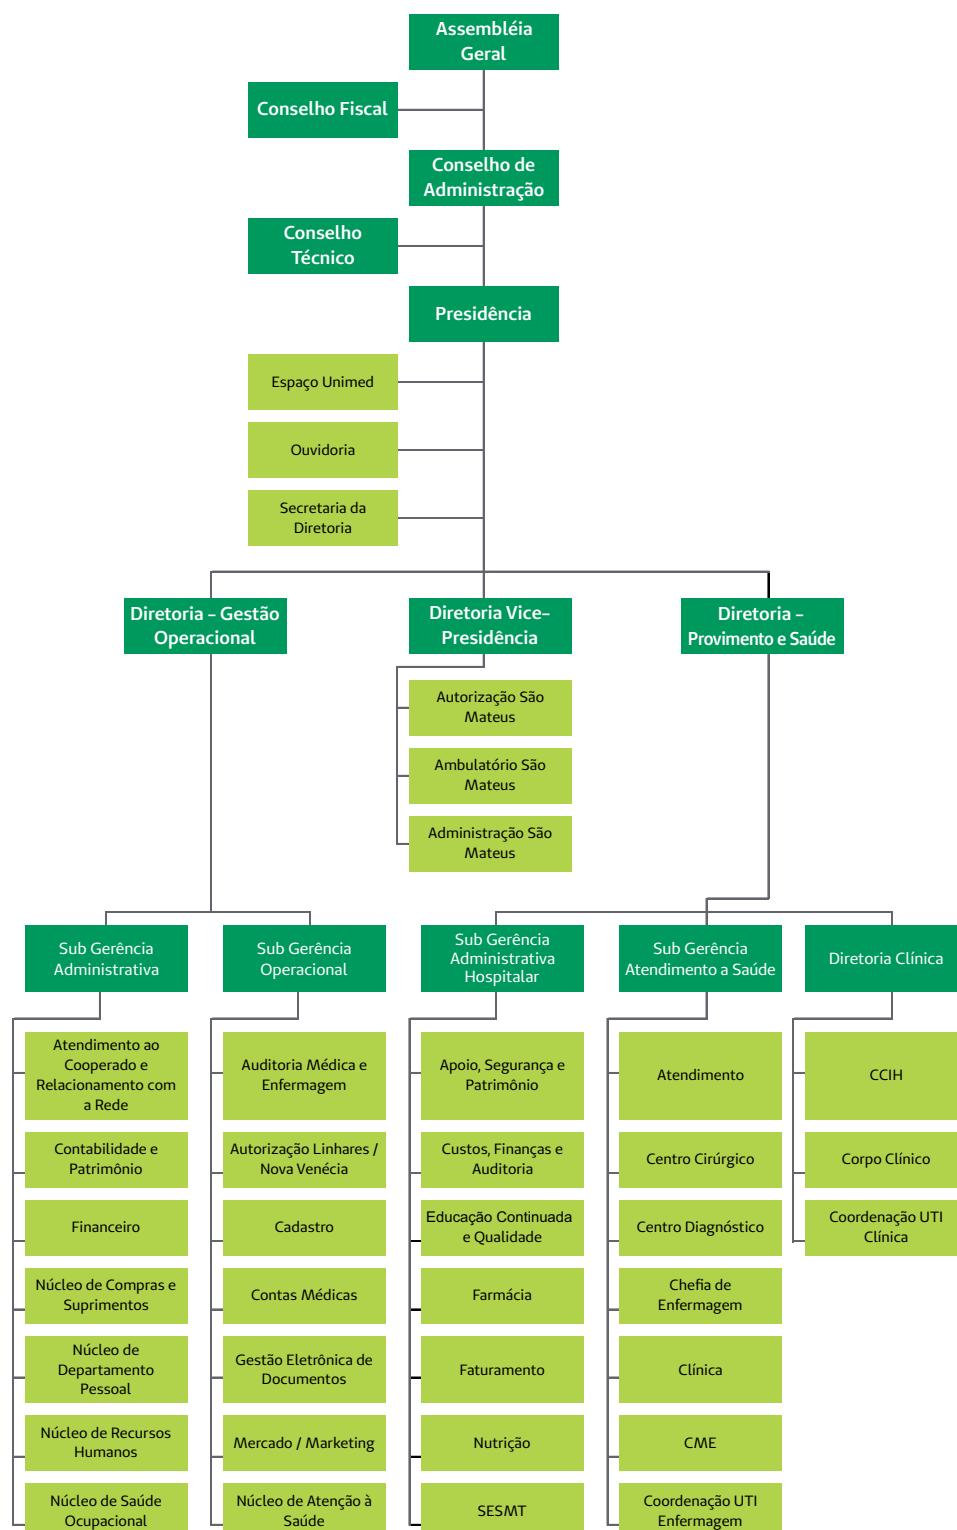 Assembléia
Geral
Conselho Fiscal
Conselho de
Administração
Conselho
Técnico
Presidência
Espaço Unimed
Ouvidoria
Secretaria da
Diretoria
Diretoria - Gestão
Operacional
Diretoria Vice-
Presidência
Diretoria -
Provimento e Saúde
Autorização São
Mateus
Ambulatório São
Mateus
Administração São
Mateus
Sub Gerência
Administrativa
Sub Gerência
Operacional
Sub Gerência
Administrativa
Hospitalar
Sub Gerência
Atendimento a Saúde
Diretoria Clínica
Atendimento ao
Cooperado e
Relacionamento com
a Rede
Contabilidade e
Patrimônio
Financeiro
Núcleo de Compras e
Suprimentos
Núcleo de
Departamento
Pessoal
Núcleo de Recursos
Humanos
Núcleo de Saúde
Ocupacional
Auditoria Médica e
Enfermagem
Autorização Linhares /
Nova Venécia
Cadastro
Contas Médicas
Gestão Eletrônica de
Documentos
Mercado / Marketing
Núcleo de Atenção à
Saúde
Apoio, Segurança e
Patrimônio
Custos, Finanças e
Auditoria
Educação Continuada
e Qualidade
Farmácia
Faturamento
Nutrição
SESMT
Atendimento
Centro Cirúrgico
Centro Diagnóstico
Chefia de
Enfermagem
Clínica
CME
Coordenação UTI
Enfermagem
CCIH
Corpo Clínico
Coordenação UTI
Clínica